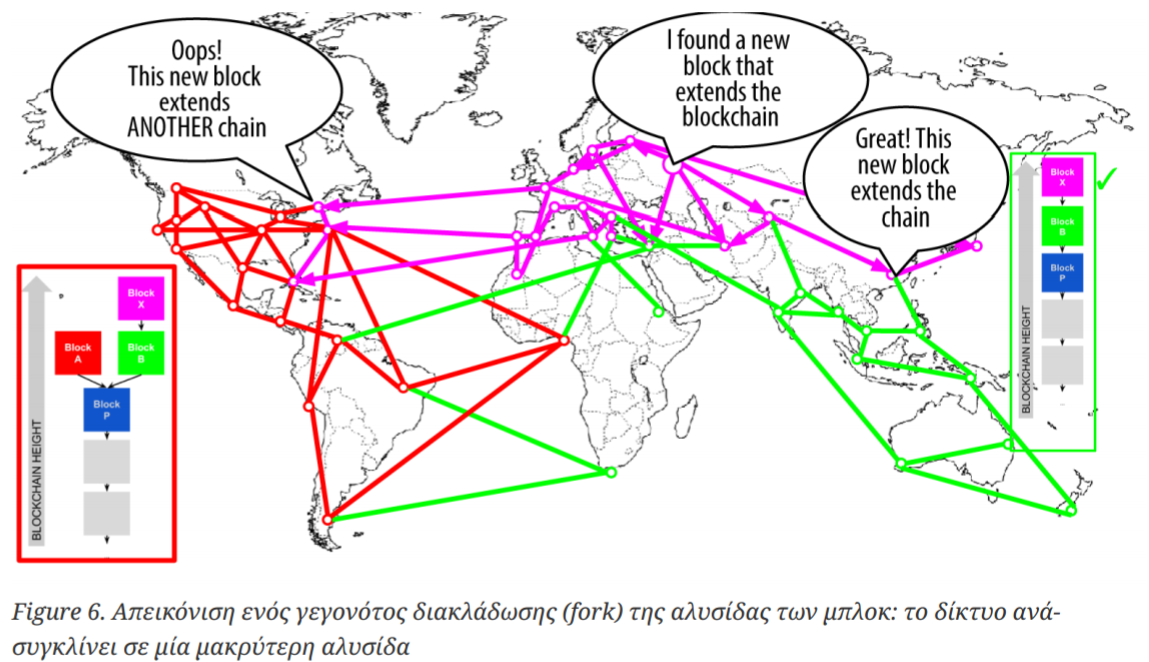 Oops!
This new block
extends
ANOTHER chain
I found a new
block that
extends the
blockchain
Great! This
new block
extends the
chain
Block
X
Block
A
Block
B
Block
P
BLOCKCHAIN HEIGHT
Block
X
✓
Block
B
Block
P
BLOCKCHAIN HEIGHT
Figure 6. Απεικόνιση ενός γεγονότος διακλάδωσης (fork) της αλυσίδας των μπλοκ: το δίκτυο ανά-
συγκλίνει σε μία μακρύτερη αλυσίδα